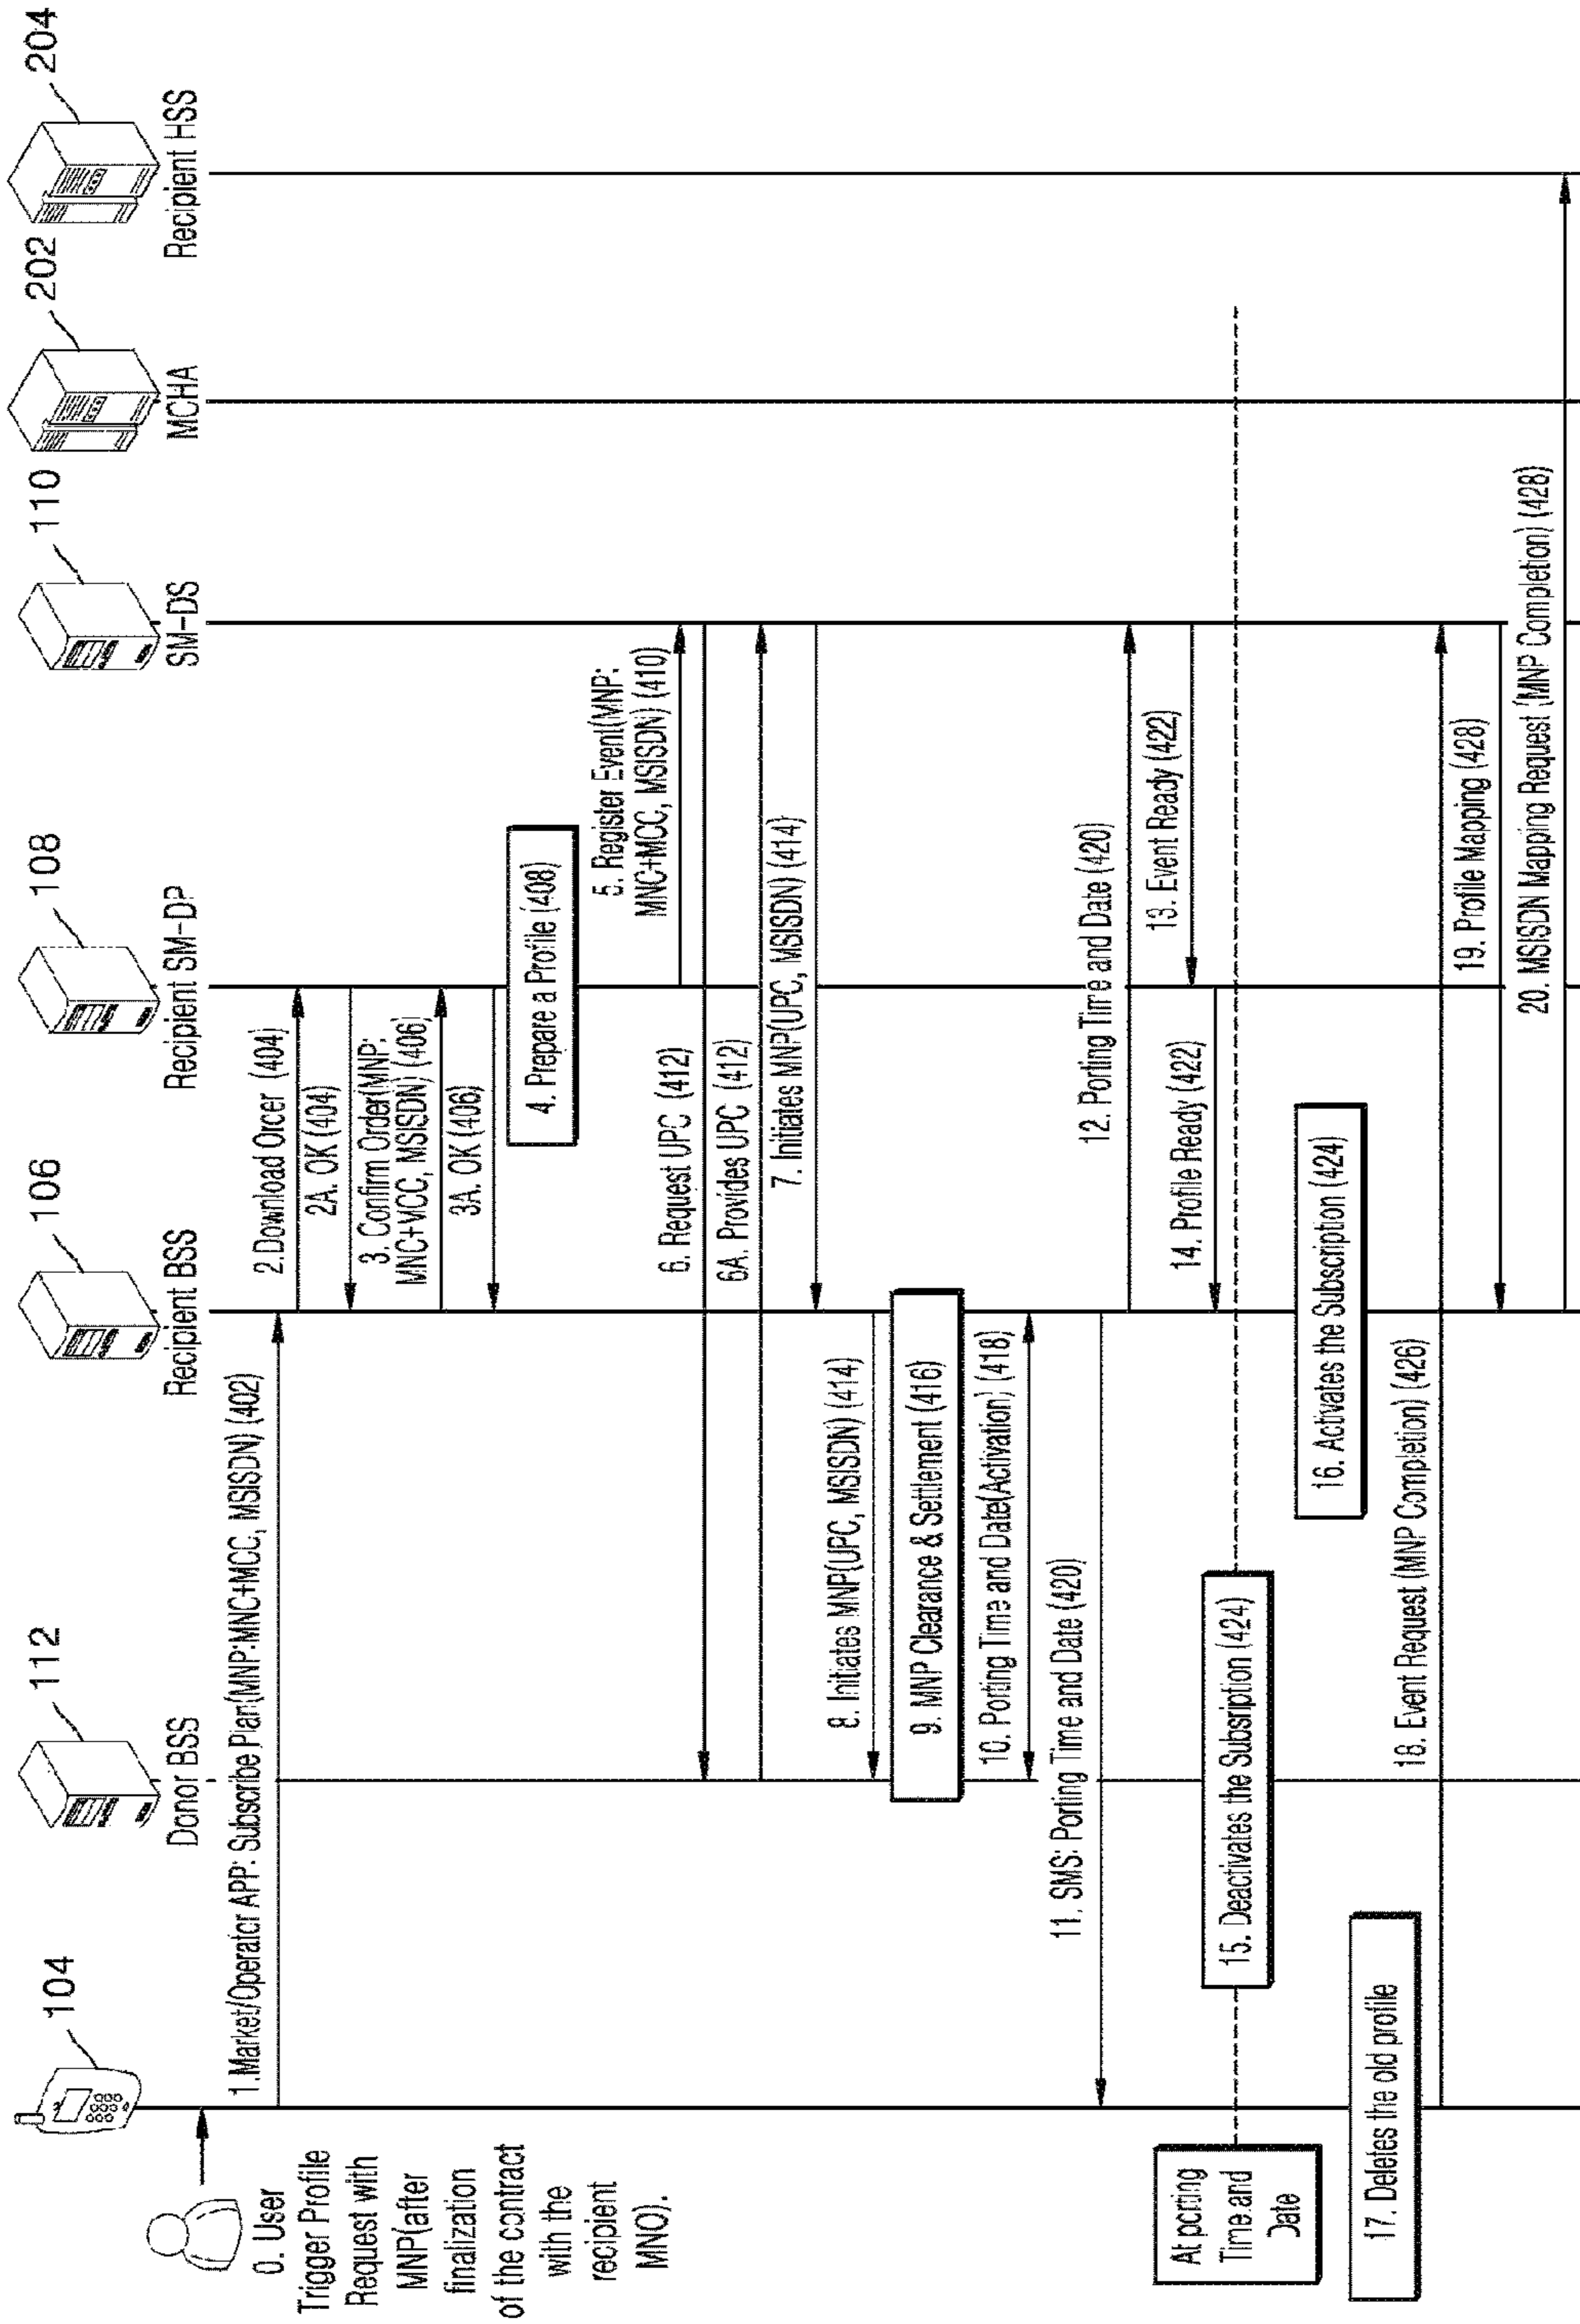 104
112
106
108
110
202
204
Donor BSS
Recipient BSS
Recipient SM-DP
SM-DS
MCHA
Recipient HSS
0. User
Trigger Profile
Request with
MNP(after
finalization
of the contract
with the
recipient
MNO).
1.Market/Operator APP: Subscribe Plan(MNP:MNC+MCC, MSISDN) (402)
2.Download Orcer (404)
2A. OK (404)
3. Confirm Order(MNP:
MNC+MCC, MSISDN) (406)
3A. OK (406)
4. Prepare a Profile (408)
5. Register Event(MNP:
MNC+MCC, MSISDN) (410)
6. Request UPC (412)
6A. Provides UPC (412)
7. Initiates MNP(UPC, MSISDN) (414)
8. Initiates MNP(UPC, MSISDN) (414)
9. MNP Clearance & Settlement (416)
10. Porting Time and Date(Activation) (418)
11. SMS: Porting Time and Date (420)
12. Porting Time and Date (420)
13. Event Ready (422)
14. Profile Ready (422)
At porting
Time and
Date
15. Deactivates the Subsription (424)
16. Activates the Subscription (424)
17. Deletes the old profile
18. Event Request (MNP Completion) (426)
19. Profile Mapping (428)
20. MSISDN Mapping Request (MNP Completion) (428)